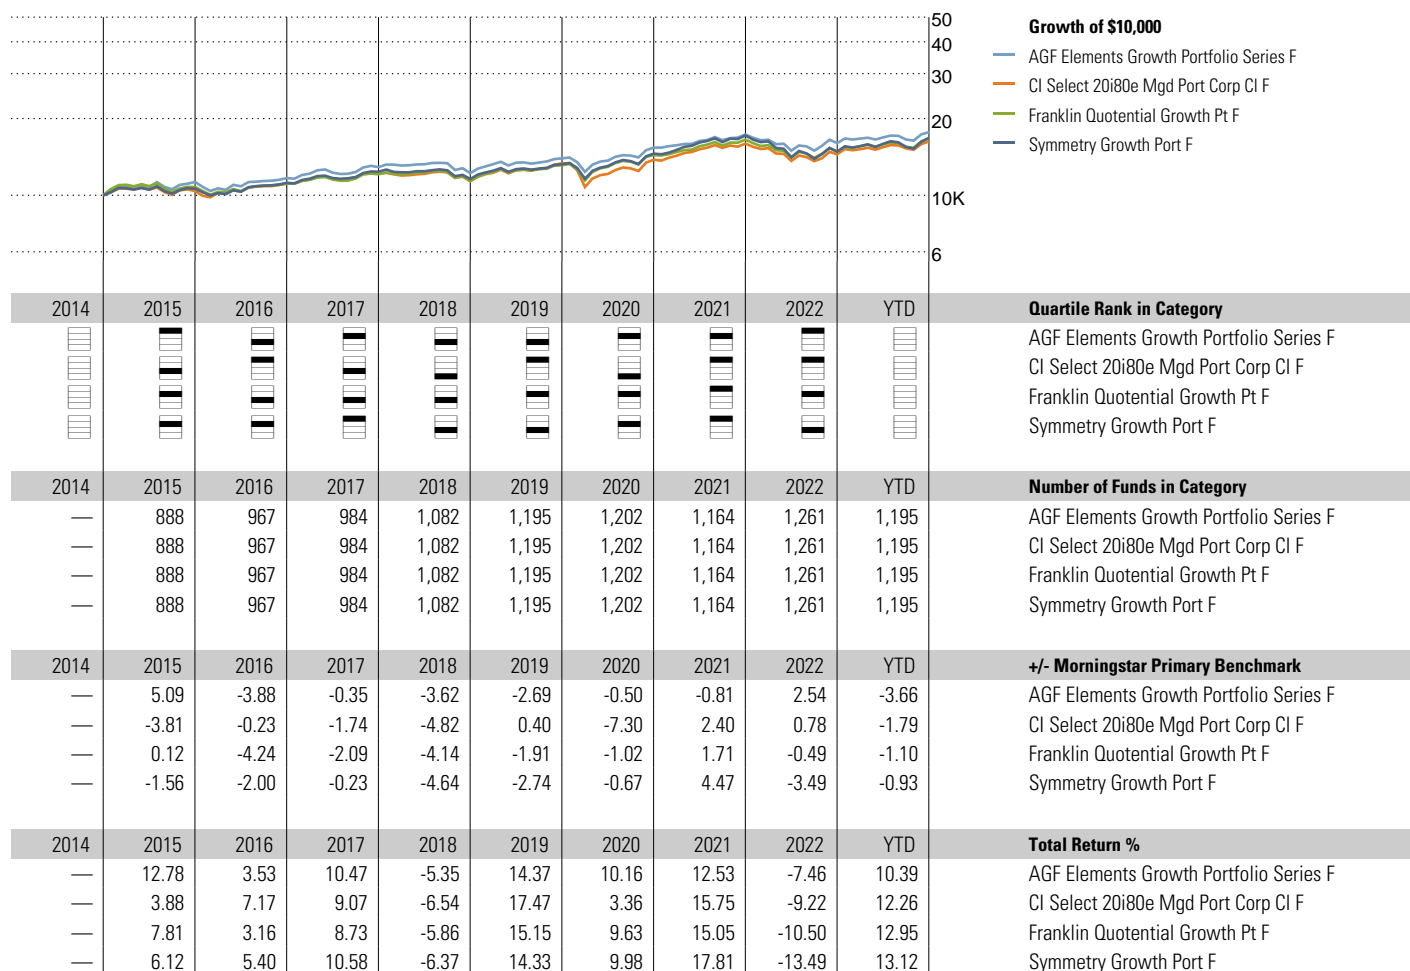 50
40
30
20
10K
6
Growth of $10,000
AGF Elements Growth Portfolio Series F
CI Select 20i80e Mgd Port Corp Cl F
Franklin Quotential Growth Pt F
Symmetry Growth Port F
2014 2015 2016 2017 2018 2019 2020 2021 2022 YTD Quartile Rank in Category
AGF Elements Growth Portfolio Series F
CI Select 20i80e Mgd Port Corp Cl F
Franklin Quotential Growth Pt F
Symmetry Growth Port F
2014 2015 2016 2017 2018 2019 2020 2021 2022 YTD Number of Funds in Category
— 888 967 984 1,082 1,195 1,202 1,164 1,261 1,195 AGF Elements Growth Portfolio Series F
— 888 967 984 1,082 1,195 1,202 1,164 1,261 1,195 CI Select 20i80e Mgd Port Corp Cl F
— 888 967 984 1,082 1,195 1,202 1,164 1,261 1,195 Franklin Quotential Growth Pt F
— 888 967 984 1,082 1,195 1,202 1,164 1,261 1,195 Symmetry Growth Port F
2014 2015 2016 2017 2018 2019 2020 2021 2022 YTD +/- Morningstar Primary Benchmark
— 5.09 -3.88 -0.35 -3.62 -2.69 -0.50 -0.81 2.54 -3.66 AGF Elements Growth Portfolio Series F
— -3.81 -0.23 -1.74 -4.82 0.40 -7.30 2.40 0.78 -1.79 CI Select 20i80e Mgd Port Corp Cl F
— 0.12 -4.24 -2.09 -4.14 -1.91 -1.02 1.71 -0.49 -1.10 Franklin Quotential Growth Pt F
— -1.56 -2.00 -0.23 -4.64 -2.74 -0.67 4.47 -3.49 -0.93 Symmetry Growth Port F
2014 2015 2016 2017 2018 2019 2020 2021 2022 YTD Total Return %
— 12.78 3.53 10.47 -5.35 14.37 10.16 12.53 -7.46 10.39 AGF Elements Growth Portfolio Series F
— 3.88 7.17 9.07 -6.54 17.47 3.36 15.75 -9.22 12.26 CI Select 20i80e Mgd Port Corp Cl F
— 7.81 3.16 8.73 -5.86 15.15 9.63 15.05 -10.50 12.95 Franklin Quotential Growth Pt F
— 6.12 5.40 10.58 -6.37 14.33 9.98 17.81 -13.49 13.12 Symmetry Growth Port F